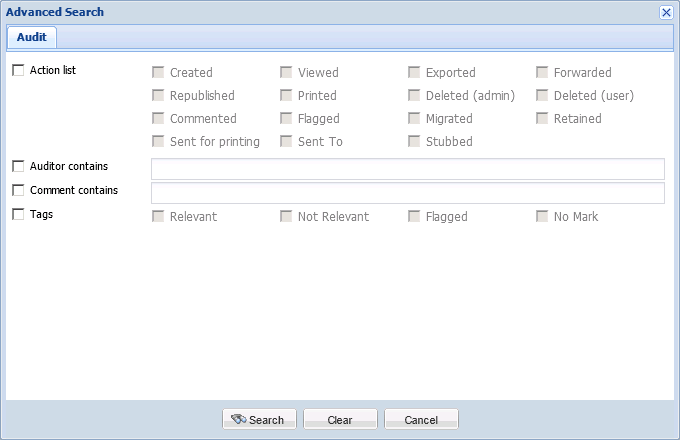 Advanced Search
Audit
Action list Created Viewed Exported Forwarded
Republished Printed Deleted (admin) Deleted (user)
Commented Flagged Migrated Retained
Sent for printing Sent To Stubbed
Auditor contains
Comment contains
Tags Relevant Not Relevant Flagged No Mark
Search Clear Cancel